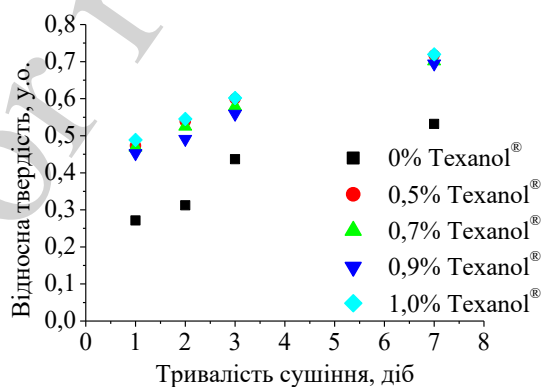 0,8
0,7
0,6
0,5
0,4
0,3
0,2
0,1
0,0
Відносна твердість, у.о.
0% Texanol®
0,5% Texanol®
0,7% Texanol®
0,9% Texanol®
1,0% Texanol®
0 1 2 3 4 5 6 7 8
Тривалість сушіння, діб